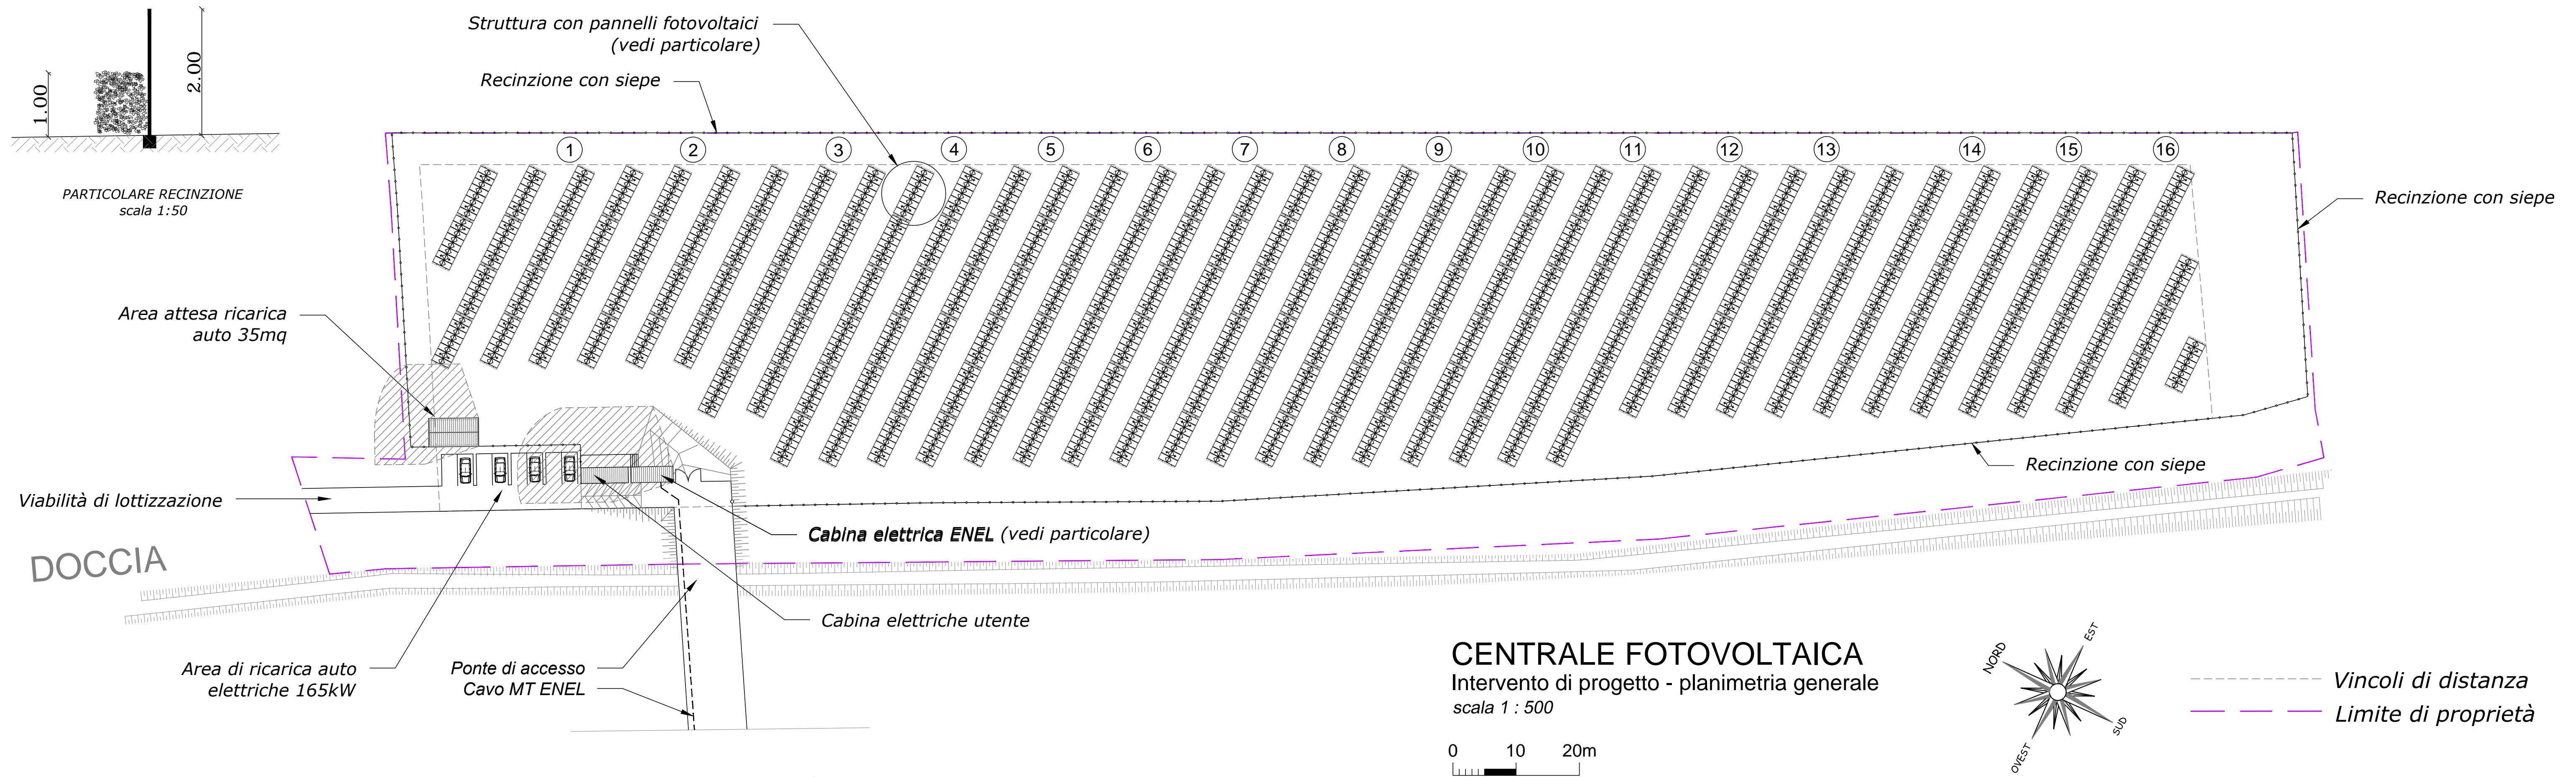 Struttura con pannelli fotovoltaici
(vedi particolare)
Recinzione con siepe
1.00
2.00
PARTICOLARE RECINZIONE
scala 1:50
1 2 3 4 5 6 7 8 9 10 11 12 13 14 15 16
Recinzione con siepe
Area attesa ricarica
auto 35mq
Viabilità di lottizzazione
Recinzione con siepe
Cabina elettrica ENEL (vedi particolare)
DOCCIA
Cabina elettriche utente
Area di ricarica auto
elettriche 165kW
Ponte di accesso
Cavo MT ENEL
CENTRALE FOTOVOLTAICA
Intervento di progetto - planimetria generale
scala 1 : 500
0 10 20m
NORD
EST
SUD
OVEST
Vincoli di distanza
Limite di proprietà